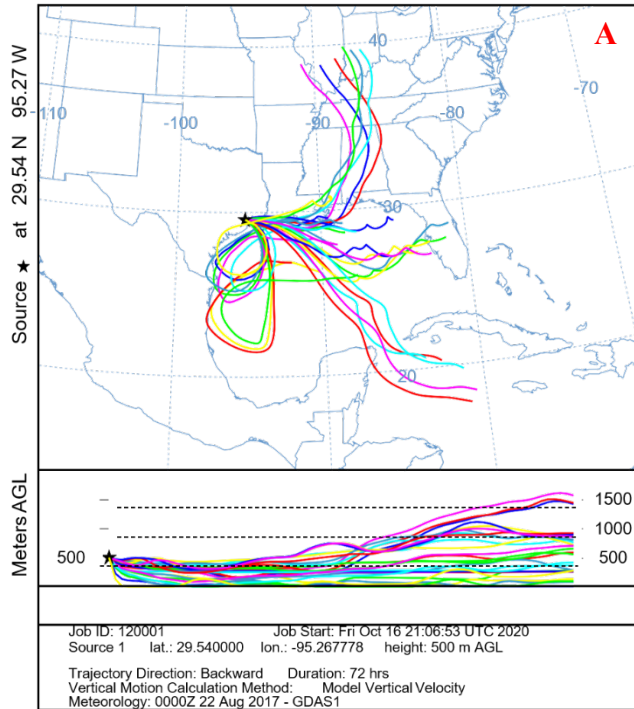 A
Source ★ at 29.54 N 95.27 W
-110
-100
-90
-80
-70
40
30
20
Meters AGL
500
1500
1000
500
Job ID: 120001 Job Start: Fri Oct 16 21:06:53 UTC 2020
Source 1 lat.: 29.540000 lon.: -95.267778 height: 500 m AGL
Trajectory Direction: Backward Duration: 72 hrs
Vertical Motion Calculation Method: Model Vertical Velocity
Meteorology: 0000Z 22 Aug 2017 - GDAS1